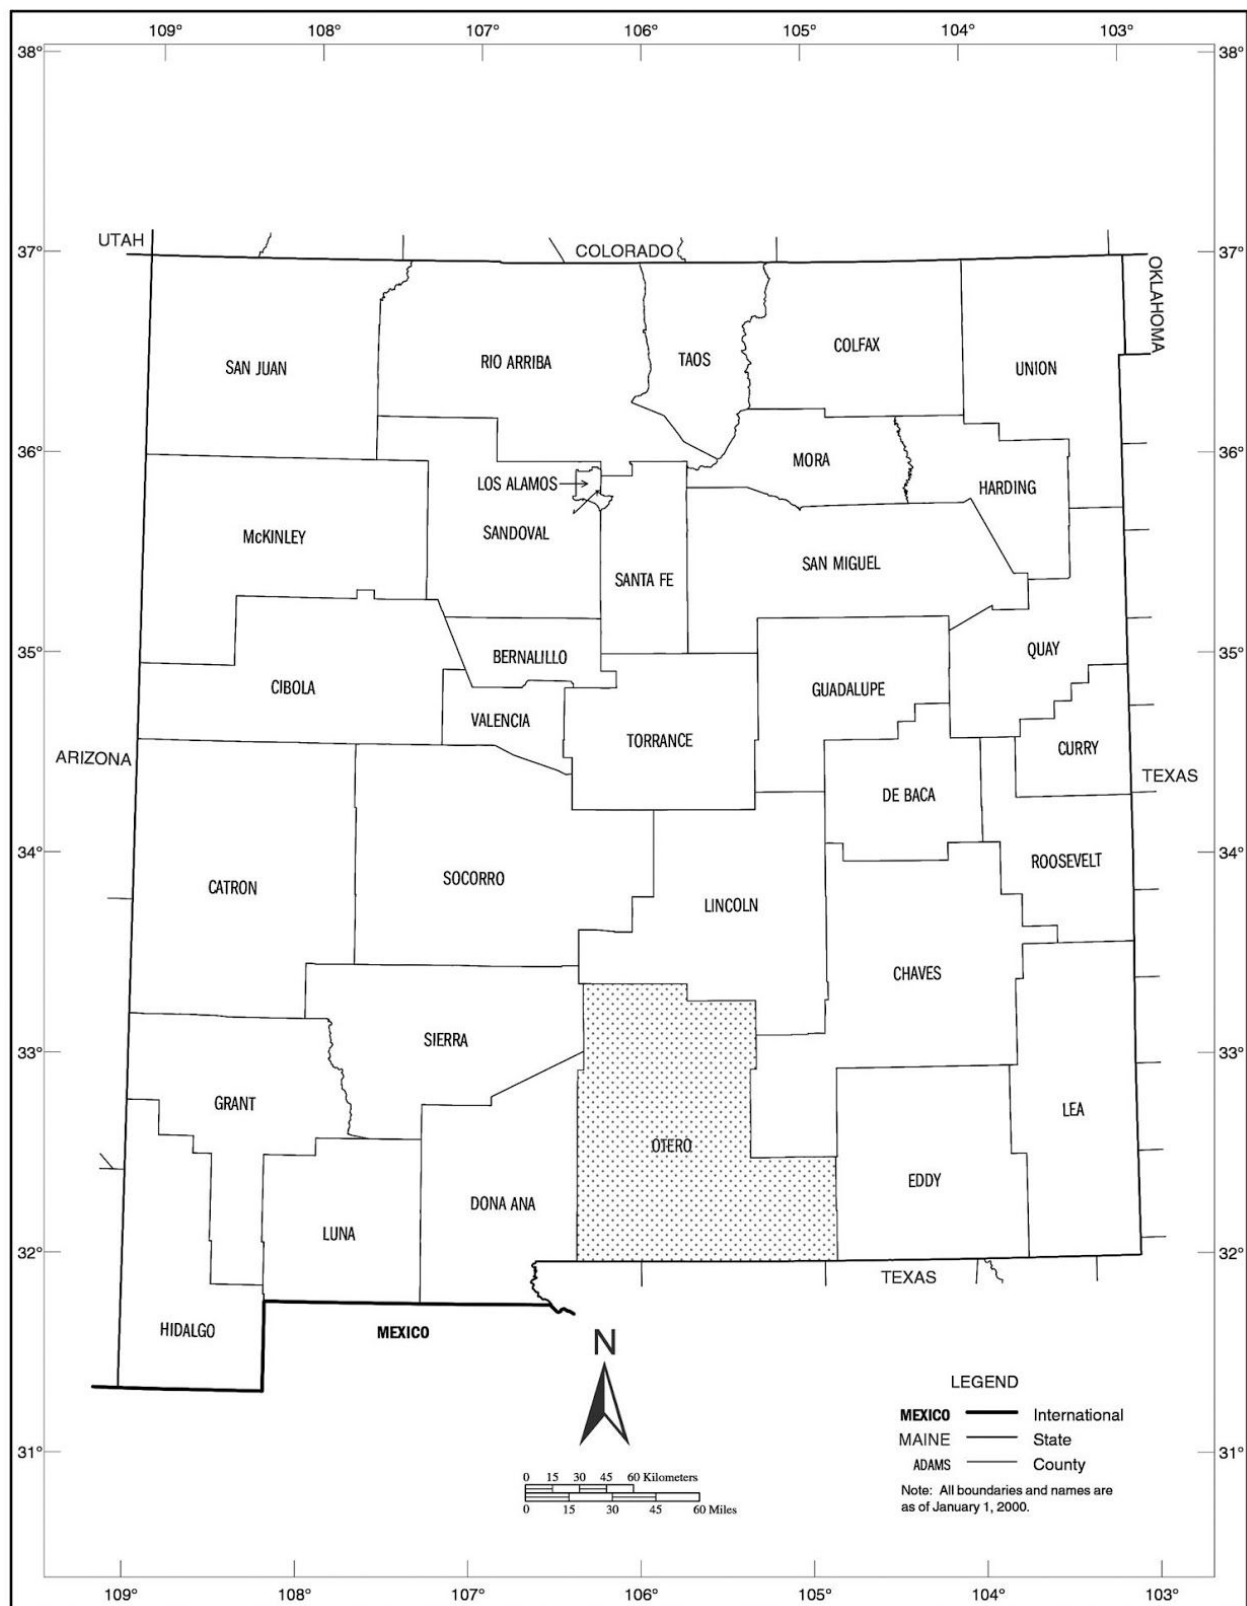 109° 108° 107° 106° 105° 104° 103°
38° 38°
UTAH
COLORADO
37° 37°
OKLAHOMA
SAN JUAN
RIO ARRIBA
TAOS
COLFAX
UNION
36° 36°
MORA
LOS ALAMOS
HARDING
McKINLEY
SANDOVAL
SANTA FE
SAN MIGUEL
35° 35°
BERNALILLO
QUAY
CIBOLA
GUADALUPE
VALENCIA
TORRANCE
CURRY
ARIZONA
TEXAS
DE BACA
34° 34°
ROOSEVELT
CATRON
SOCORRO
LINCOLN
CHAVES
33° 33°
SIERRA
GRANT
LEA
OTERO
EDDY
DONA ANA
LUNA
32° 32°
TEXAS
HIDALGO
MEXICO
N
LEGEND
MEXICO International
MAINE State
ADAMS County
Note: All boundaries and names are
as of January 1, 2000.
31° 31°
0 15 30 45 60 Kilometers
0 15 30 45 60 Miles
109° 108° 107° 106° 105° 104° 103°